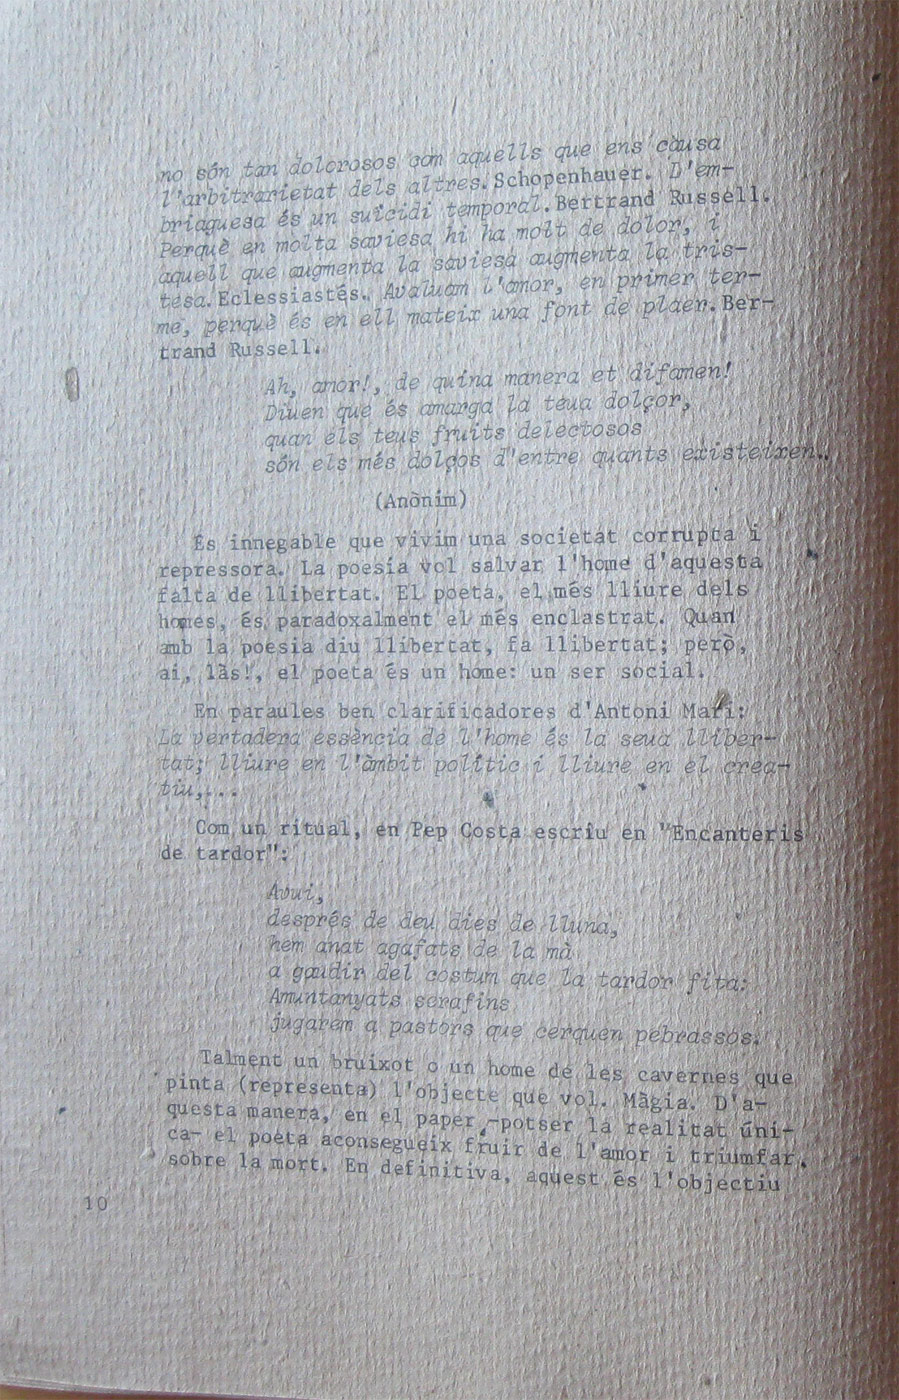 no són tan dolorosos com aquells que ens causa
l'arbitrarietat dels altres. Schopenhauer. D'em-
briaguesa és un suïcidi temporal. Bertrand Russell.
Perquè en molta saviesa hi ha molt de dolor, i
aquell que augmenta la saviesa augmenta la tris-
tesa. Eclessiastés. Avaluam l'amor, en primer ter-
me, perquè és en ell mateix una font de plaer. Ber-
trand Russell.
Ah, amor!, de quina manera et difamen!
Diuen que és amarga la teua dolçor,
quan els teus fruits delectosos
són els més dolços d'entre quants existeixen..
(Anònim)
És innegable que vivim una societat corrupta i
repressora. La poesia vol salvar l'home d'aquesta
falta de llibertat. El poeta, el més lliure dels
homes, és paradoxalment el més enclastrat. Quan
amb la poesia diu llibertat, fa llibertat; però,
ai, làs!, el poeta és un home: un ser social.
En paraules ben clarificadores d'Antoni Marí:
La vertadera essència de l'home és la seua lliber-
tat; lliure en l'àmbit polític i lliure en el crea-
tiu,...
Com un ritual, en Pep Costa escriu en "Encanteris
de tardor":
Avui,
després de deu dies de lluna,
hem anat agafats de la mà
a gaudir del costum que la tardor fita:
Amuntanyats serafins
jugarem a pastors que cerquen pebrassos.
Talment un bruixot o un home de les cavernes que
pinta (representa) l'objecte que vol. Màgia. D'a-
questa manera, en el paper -potser la realitat úni-
ca- el poeta aconsegueix fruir de l'amor i triumfar
sobre la mort. En definitiva, aquest és l'objectiu
10